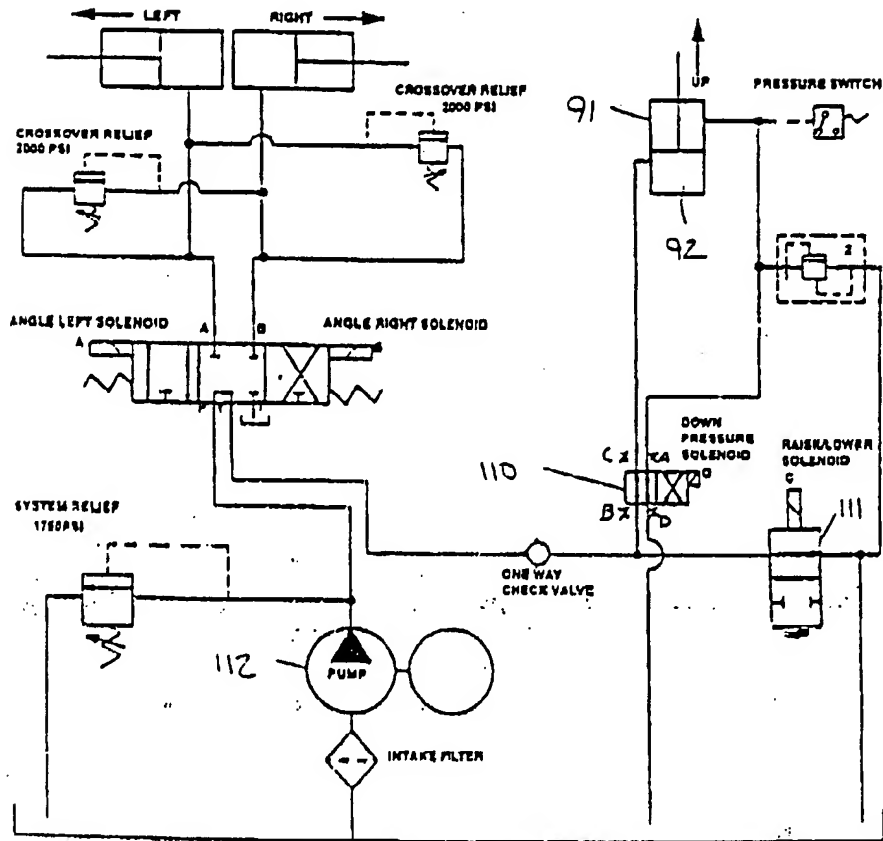 LEFT
RIGHT
UP
CROSSOVER RELIEF
2000 PSI
91
PRESSURE SWITCH
CROSSOVER RELIEF
2000 PSI
92
2
ANGLE LEFT SOLENOID
A
B
ANGLE RIGHT SOLENOID
A
P
T
DOWN
PRESSURE
SOLENOID
C
A
D
RAISE/LOWER
SOLENOID
C
110
B
D
111
SYSTEM RELIEF
1750 PSI
ONE WAY
CHECK VALVE
112
PUMP
INTAKE FILTER